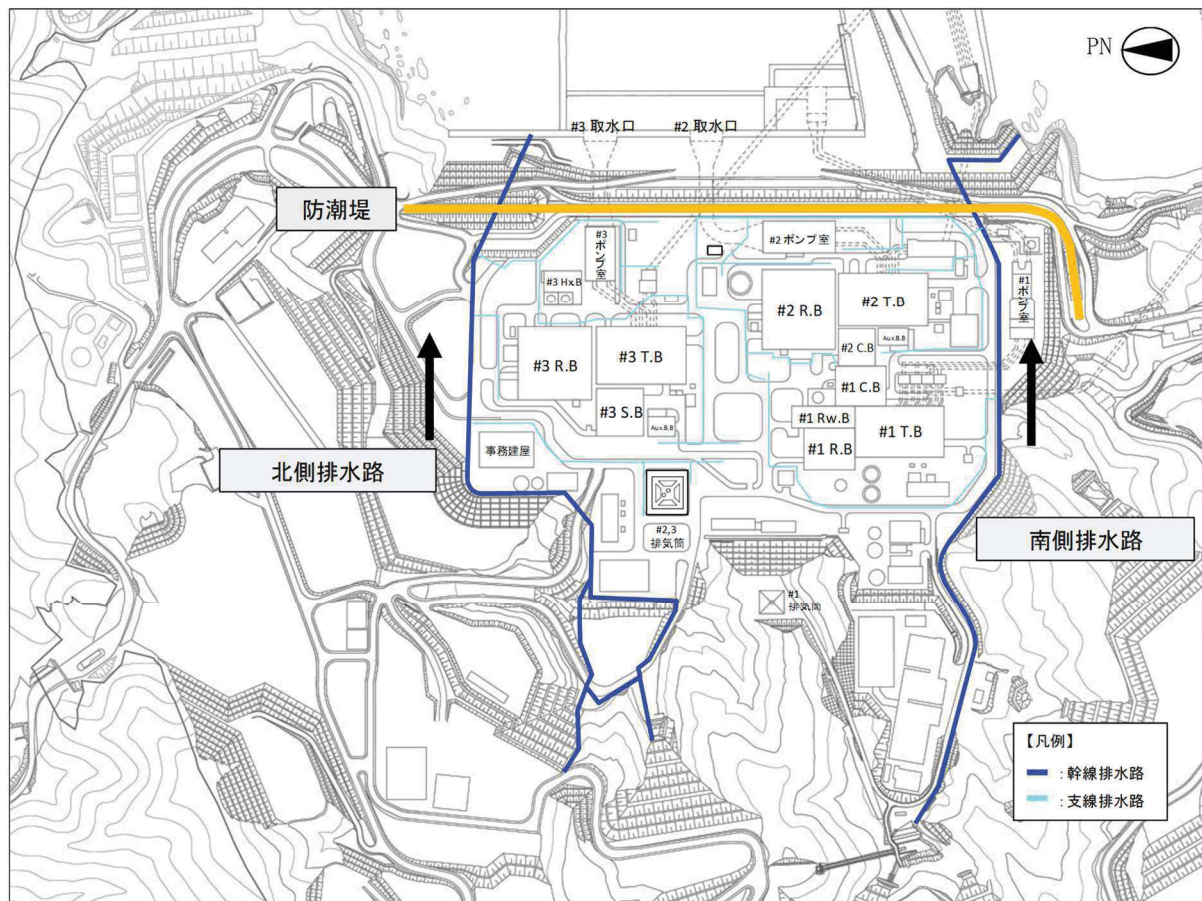 PN
#3 取水口
#2 取水口
防潮堤
#3 ポンプ室
#2 ポンプ室
#1 ポンプ室
#3 Hx.B
#2 R.B
#2 T.B
#3 R.B
#3 T.B
#2 C.B
Aux.B.B
#1 C.B
#3 S.B
Aux.B.B
#1 Rw.B
#1 T.B
#1 R.B
事務建屋
北側排水路
#2,3
排気筒
南側排水路
#1
排気筒
【凡例】
:幹線排水路
:支線排水路